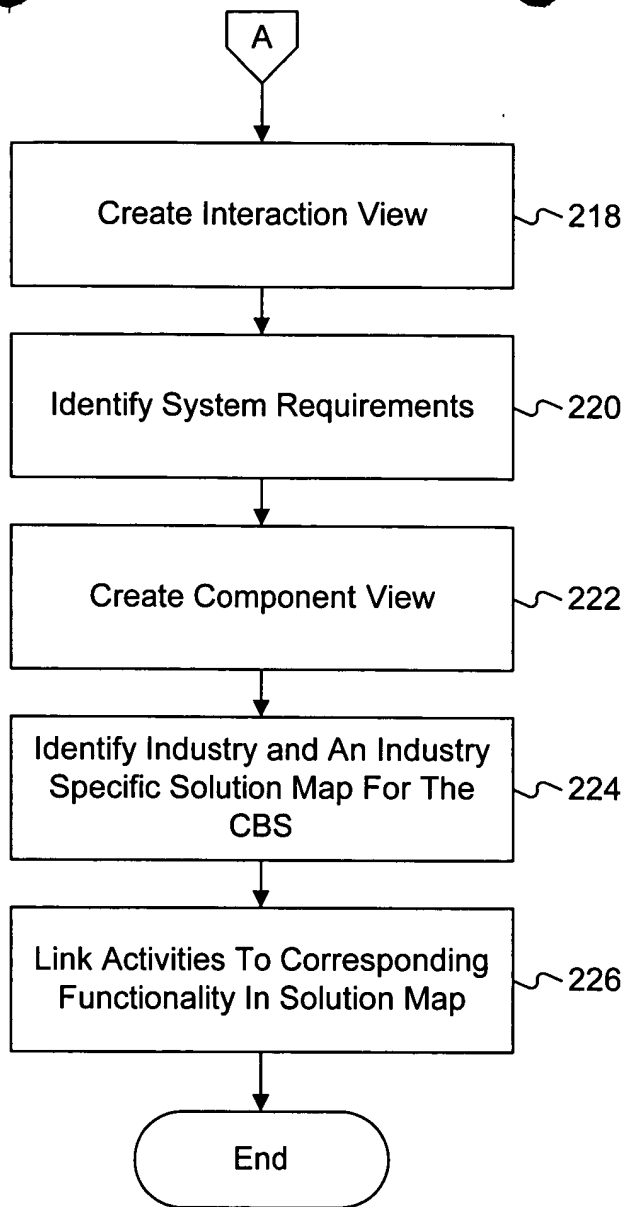 A
Create Interaction View
218
Identify System Requirements
220
Create Component View
222
Identify Industry and An Industry
Specific Solution Map For The
CBS
224
Link Activities To Corresponding
Functionality In Solution Map
226
End